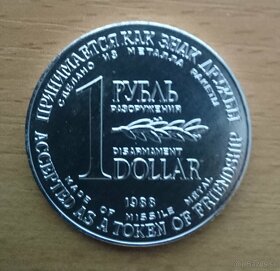 ПРИНИМАЕТСЯ КАК ЗНАК ДРУЖБЫ
СДЕЛАНО ИЗ МЕТАЛЛА РАКЕТЫ
1
РУБЛЬ
РАЗОРУЖЕНИЯ
DISARMAMENT
DOLLAR
1988
MADE OF MISSILE METAL
ACCEPTED AS A TOKEN OF FRIENDSHIP